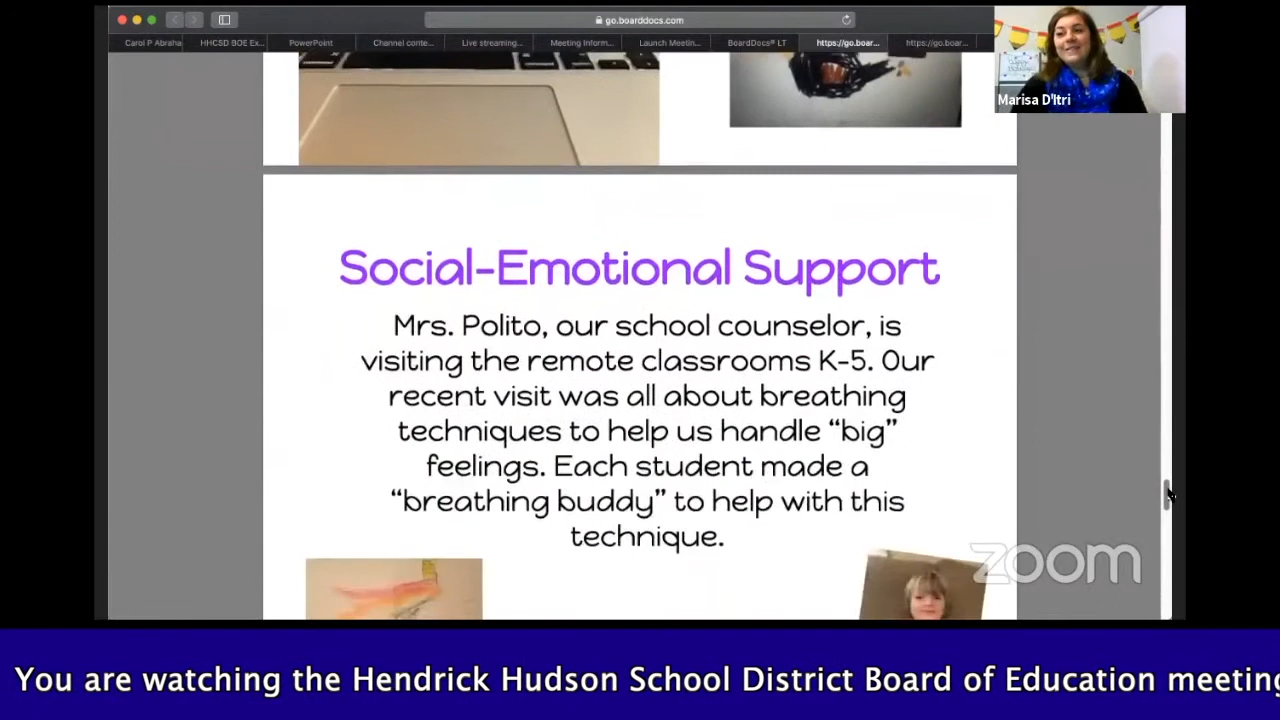 go.boarddocs.com
Carol P Abraha
HHCSD BOE Ex...
PowerPoint
Channel conte...
Live streaming...
Meeting Inform...
Launch Meetin...
BoardDocs® LT
https://go.boar...
https://go.boar...
Marisa D'Itri
Social-Emotional Support
Mrs. Polito, our school counselor, is
visiting the remote classrooms K-5. Our
recent visit was all about breathing
techniques to help us handle “big”
feelings. Each student made a
“breathing buddy” to help with this
technique.
zoom
You are watching the Hendrick Hudson School District Board of Education meeting